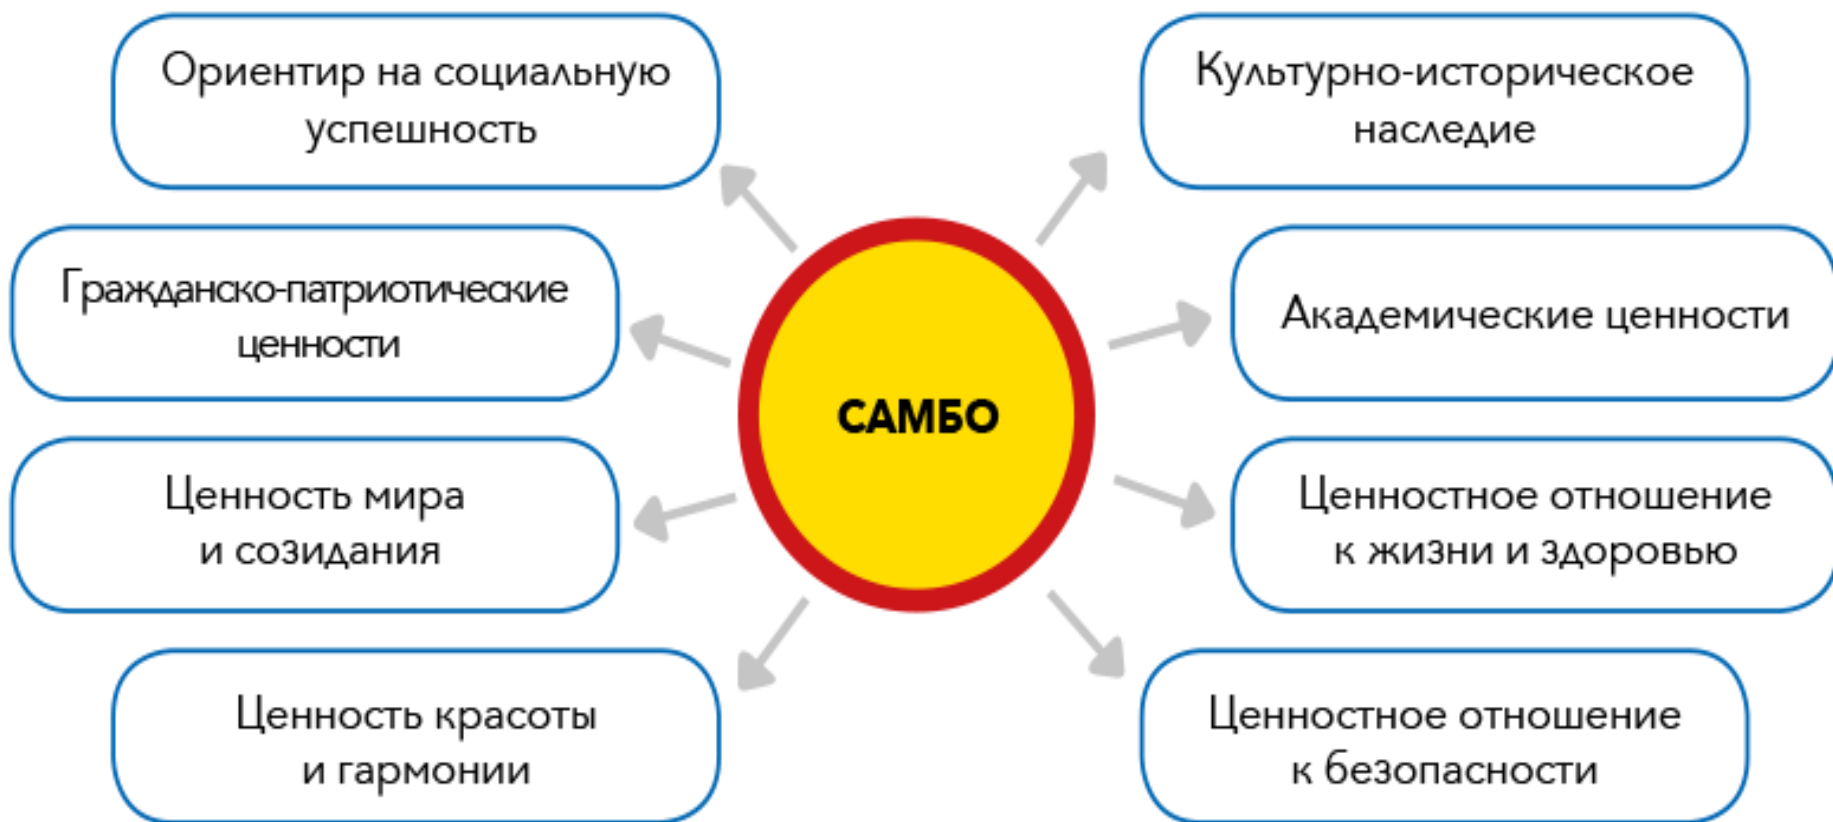 Ориентир на социальную
успешность
Гражданско-патриотические
ценности
Ценность мира
и созидания
Ценность красоты
и гармонии
САМБО
Культурно-историческое
наследие
Академические ценности
Ценностное отношение
к жизни и здоровью
Ценностное отношение
к безопасности